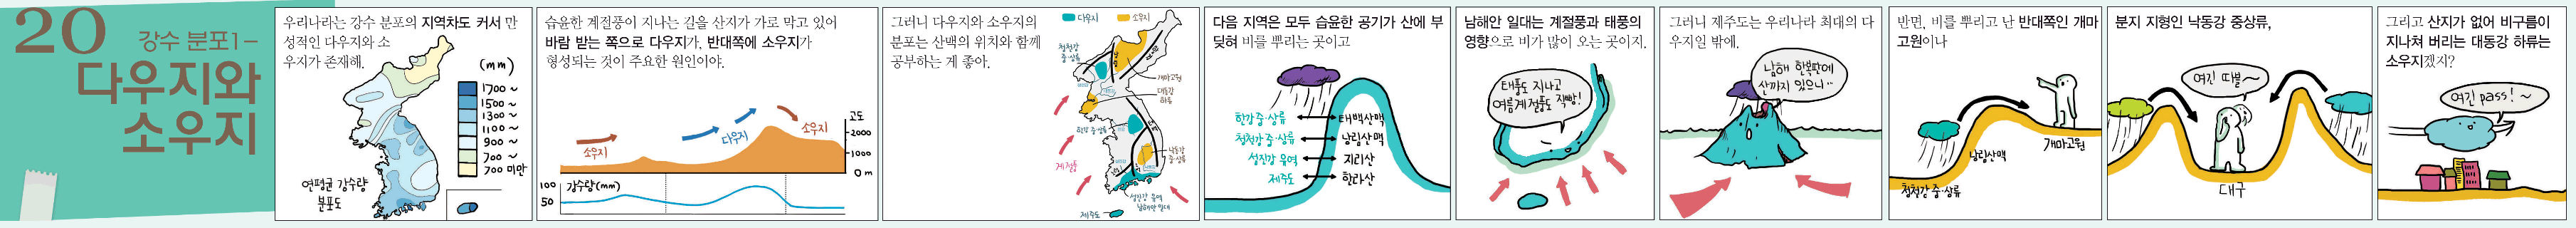 20
강수 분포1-
다우지와
소우지
우리나라는 강수 분포의 지역차도 커서 만
성적인 다우지와 소
우지가 존재해.
(mm)
1700 ~
1500 ~
1300 ~
1100 ~
900 ~
700 ~
700 미만
연평균 강수량
분포도
습윤한 계절풍이 지나는 길을 산지가 가로 막고 있어
바람 받는 쪽으로 다우지가, 반대쪽에 소우지가
형성되는 것이 주요한 원인이야.
소우지
다우지
소우지
고도
2000
1000
0 m
100
50
강수량(mm)
그러니 다우지와 소우지의
분포는 산맥의 위치와 함께
공부하는 게 좋아.
다우지
소우지
청천강
중·상류
개마고원
대동강
하류
한강 중·상류
계절풍
낙동강
중·상류
섬진강 유역
남해안 일대
제주도
다음 지역은 모두 습윤한 공기가 산에 부
딪혀 비를 뿌리는 곳이고
한강 중·상류
태백산맥
청천강 중·상류
낭림산맥
섬진강 유역
지리산
제주도
한라산
남해안 일대는 계절풍과 태풍의
영향으로 비가 많이 오는 곳이지.
태풍도 지나고
여름계절풍도 직빵!
그러니 제주도는 우리나라 최대의 다
우지일 밖에.
남해 한복판에
산까지 있으니··
반면, 비를 뿌리고 난 반대쪽인 개마
고원이나
낭림산맥
개마고원
청천강 중·상류
분지 지형인 낙동강 중상류,
여긴 따블~
대구
그리고 산지가 없어 비구름이
지나쳐 버리는 대동강 하류는
소우지겠지?
여긴 pass! ~